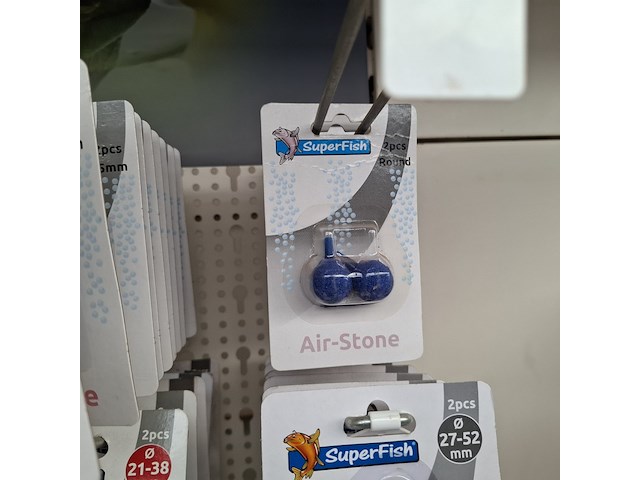 2pcs
5mm
SuperFish
2pcs
Round
Air-Stone
e
2pcs
Ø
21-38
SuperFish
2pcs
Ø
27-52
mm